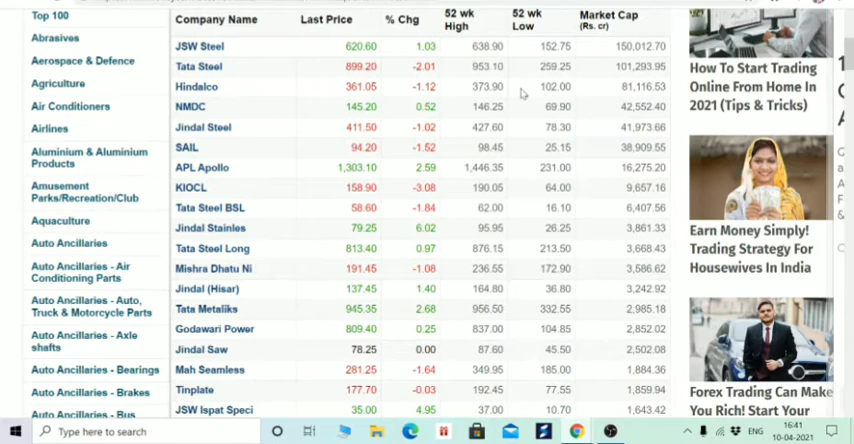 Top 100
Abrasives
Aerospace & Defence
Agriculture
Air Conditioners
Airlines
Aluminium & Aluminium
Products
Amusement
Parks/Recreation/Club
Aquaculture
Auto Ancillaries
Auto Ancillaries - Air
Conditioning Parts
Auto Ancillaries - Auto,
Truck & Motorcycle Parts
Auto Ancillaries - Axle
shafts
Auto Ancillaries - Bearings
Auto Ancillaries - Brakes
Auto Ancillaries - Bus
Company Name Last Price % Chg 52 wk High 52 wk Low Market Cap (Rs. cr)
JSW Steel 620.60 1.03 638.90 152.75 150,012.70
Tata Steel 899.20 -2.01 953.10 259.25 101,293.95
Hindalco 361.05 -1.12 373.90 102.00 81,116.53
NMDC 145.20 0.52 146.25 69.90 42,552.40
Jindal Steel 411.50 -1.02 427.60 78.30 41,973.66
SAIL 94.20 -1.52 98.45 25.15 38,909.55
APL Apollo 1,303.10 2.59 1,446.35 231.00 16,275.20
KIOCL 158.90 -3.08 190.05 64.00 9,657.16
Tata Steel BSL 58.60 -1.84 62.00 16.10 6,407.56
Jindal Stainles 79.25 6.02 95.95 26.25 3,861.33
Tata Steel Long 813.40 0.97 876.15 213.50 3,668.43
Mishra Dhatu Ni 191.45 -1.08 236.55 172.90 3,586.62
Jindal (Hisar) 137.45 1.40 164.80 36.80 3,242.92
Tata Metaliks 945.35 2.68 956.50 332.55 2,985.18
Godawari Power 809.40 0.25 837.00 104.85 2,852.02
Jindal Saw 78.25 0.00 87.60 45.50 2,502.08
Mah Seamless 281.25 -1.64 349.95 185.00 1,884.36
Tinplate 177.70 -0.03 192.45 77.55 1,859.94
JSW Ispat Speci 35.00 4.95 37.00 10.70 1,643.42
How To Start Trading
Online From Home In
2021 (Tips & Tricks)
Earn Money Simply!
Trading Strategy For
Housewives In India
Forex Trading Can Make
You Rich! Start Your
Type here to search
ENG
16:41
10-04-2021